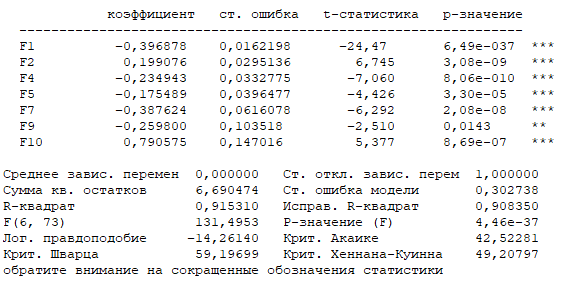 коэффициент ст. ошибка t-статистика p-значение
---------------------------------------------------------------
F1 −0,396878 0,0162198 −24,47 6,49e-037 ***
F2 0,199076 0,0295136 6,745 3,08e-09 ***
F4 −0,234943 0,0332775 −7,060 8,06e-010 ***
F5 −0,175489 0,0396477 −4,426 3,30e-05 ***
F7 −0,387624 0,0616078 −6,292 2,08e-08 ***
F9 −0,259800 0,103518 −2,510 0,0143 **
F10 0,790575 0,147016 5,377 8,69e-07 ***
Среднее завис. перемен 0,000000 Ст. откл. завис. перем 1,000000
Сумма кв. остатков 6,690474 Ст. ошибка модели 0,302738
R-квадрат 0,915310 Исправ. R-квадрат 0,908350
F(6, 73) 131,4953 Р-значение (F) 4,46e-37
Лог. правдоподобие −14,26140 Крит. Акаике 42,52281
Крит. Шварца 59,19699 Крит. Хеннана-Куинна 49,20797
обратите внимание на сокращенные обозначения статистики